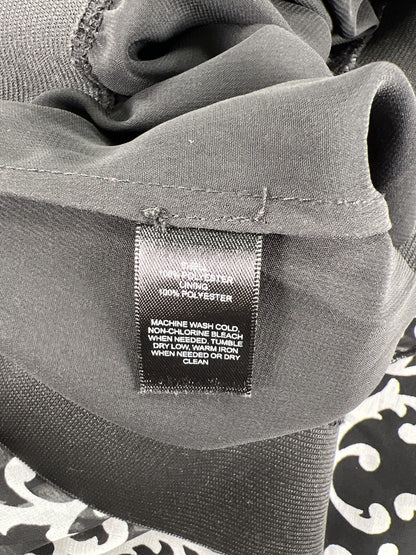 100% POLYESTER
LINING:
100% POLYESTER
MACHINE WASH COLD,
NON-CHLORINE BLEACH
WHEN NEEDED, TUMBLE
DRY LOW, WARM IRON
WHEN NEEDED OR DRY
CLEAN